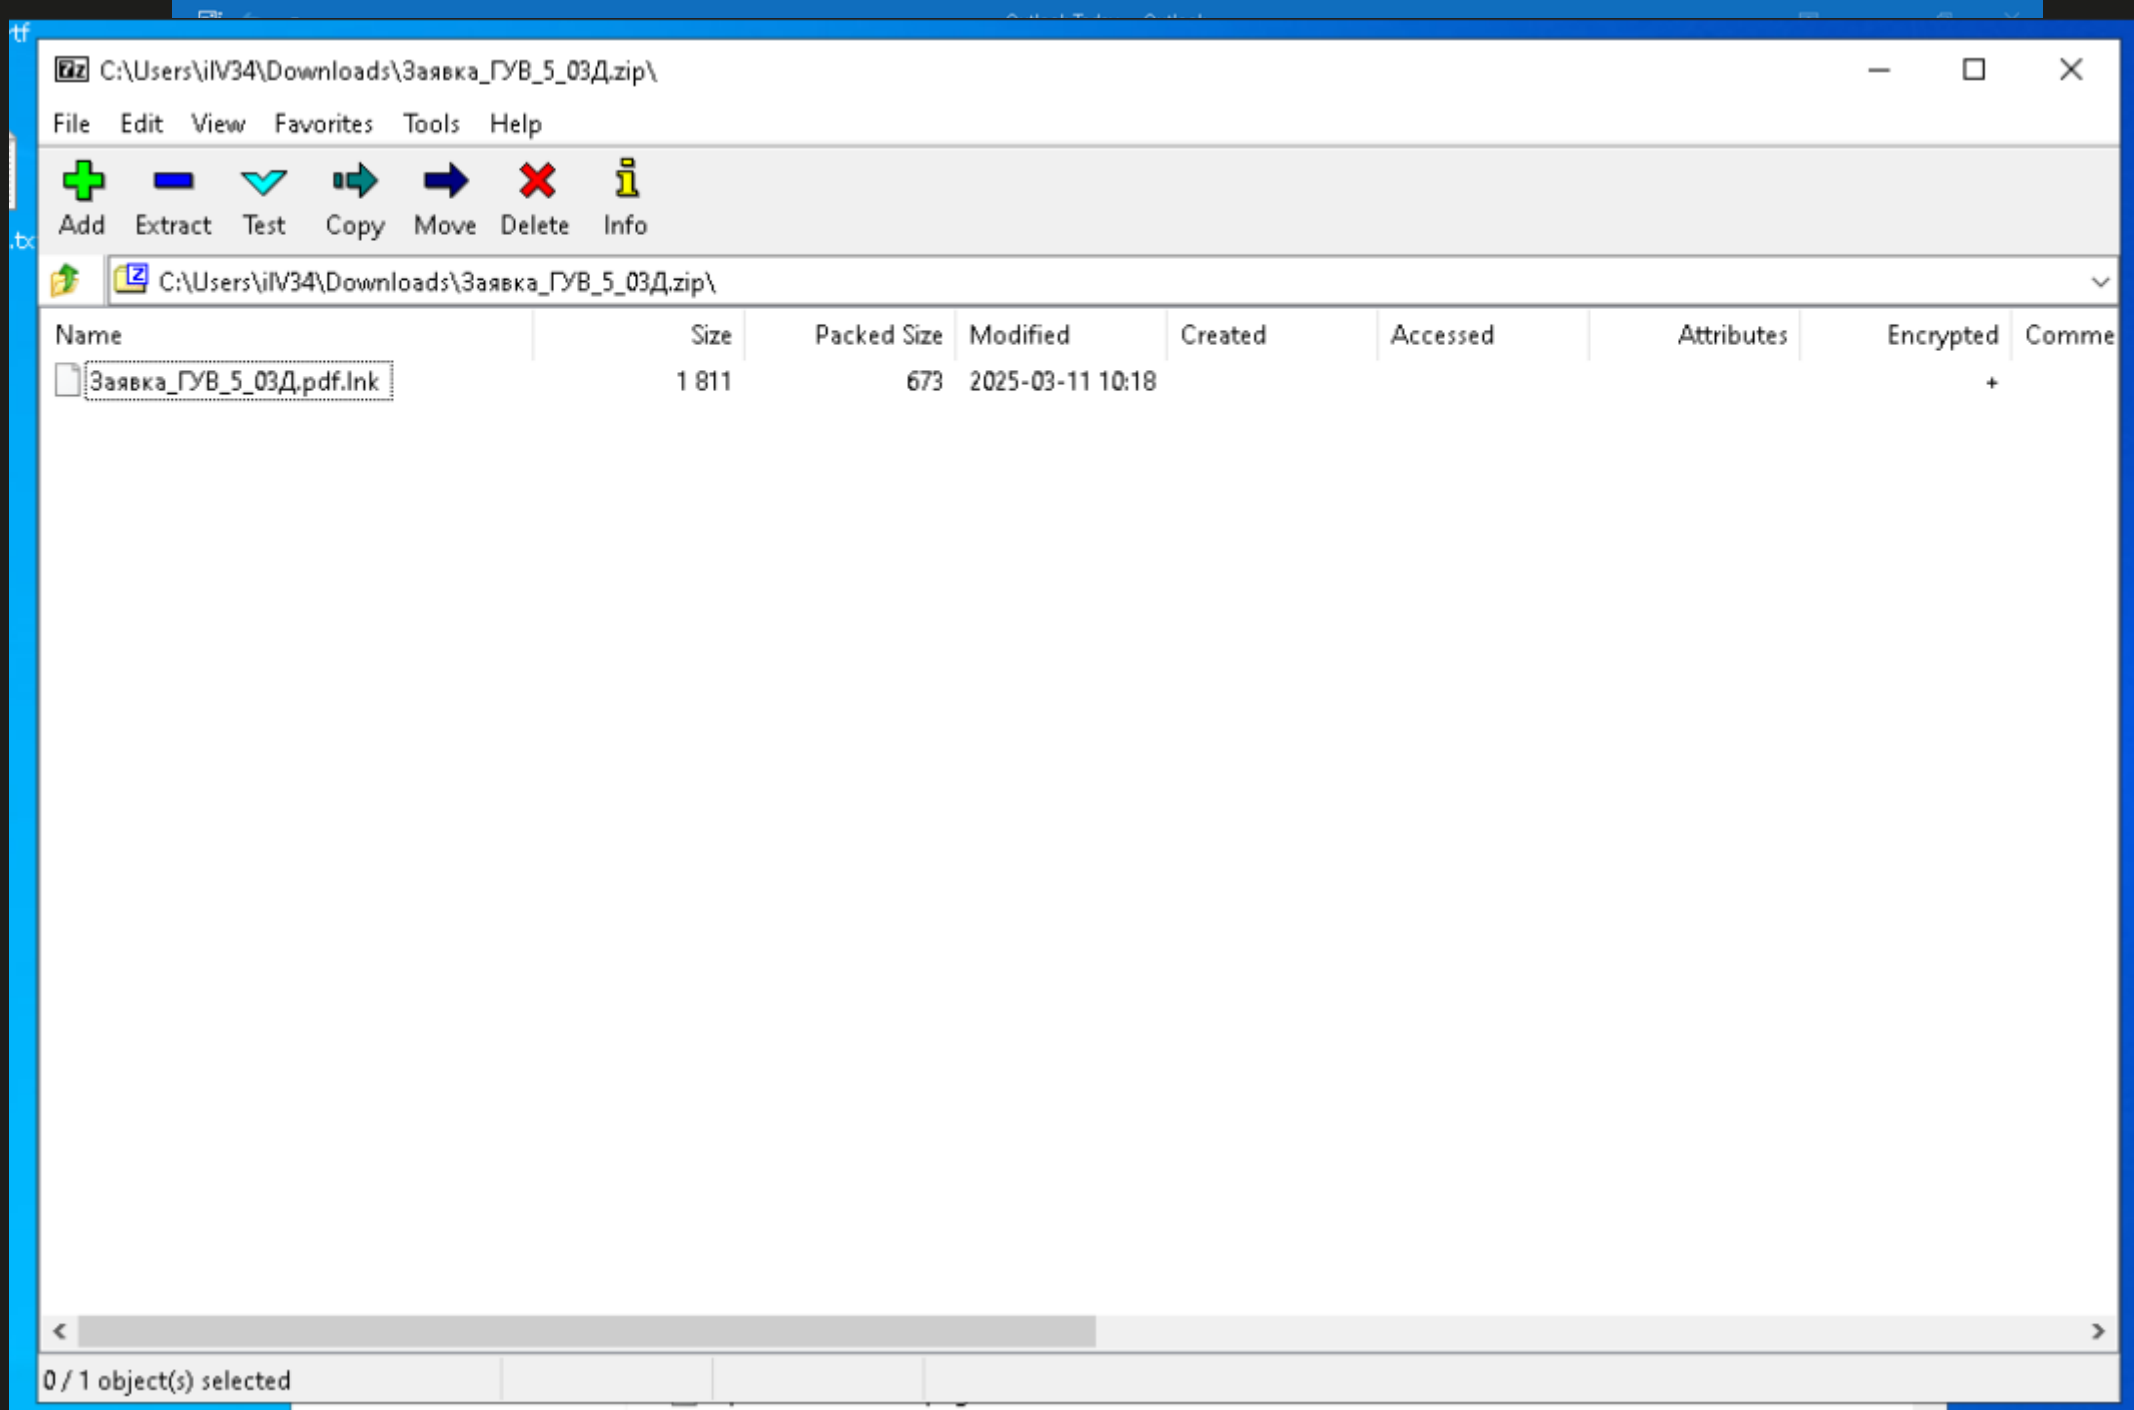 tf
C:\Users\ilV34\Downloads\Заявка_ГУВ_5_03Д.zip\
File Edit View Favorites Tools Help
Add Extract Test Copy Move Delete Info
.tx
C:\Users\ilV34\Downloads\Заявка_ГУВ_5_03Д.zip\
Name Size Packed Size Modified Created Accessed Attributes Encrypted Comme
Заявка_ГУВ_5_03Д.pdf.lnk 1 811 673 2025-03-11 10:18 +
0 / 1 object(s) selected